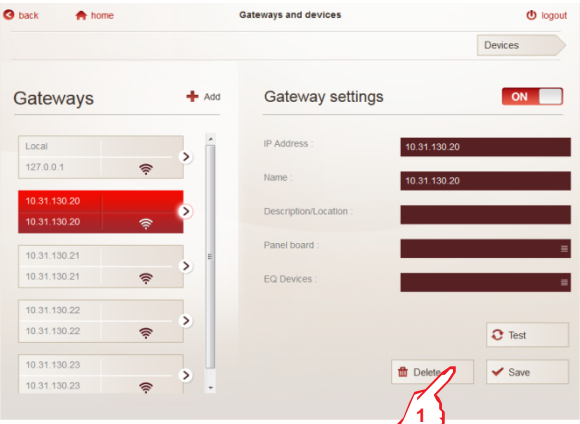 back home Gateways and devices logout
Devices
Gateways Add
Local
127.0.0.1
10.31.130.20
10.31.130.20
10.31.130.21
10.31.130.21
10.31.130.22
10.31.130.22
10.31.130.23
10.31.130.23
Gateway settings ON
IP Address : 10.31.130.20
Name : 10.31.130.20
Description/Location :
Panel board :
EQ Devices :
Test
Delete Save
1